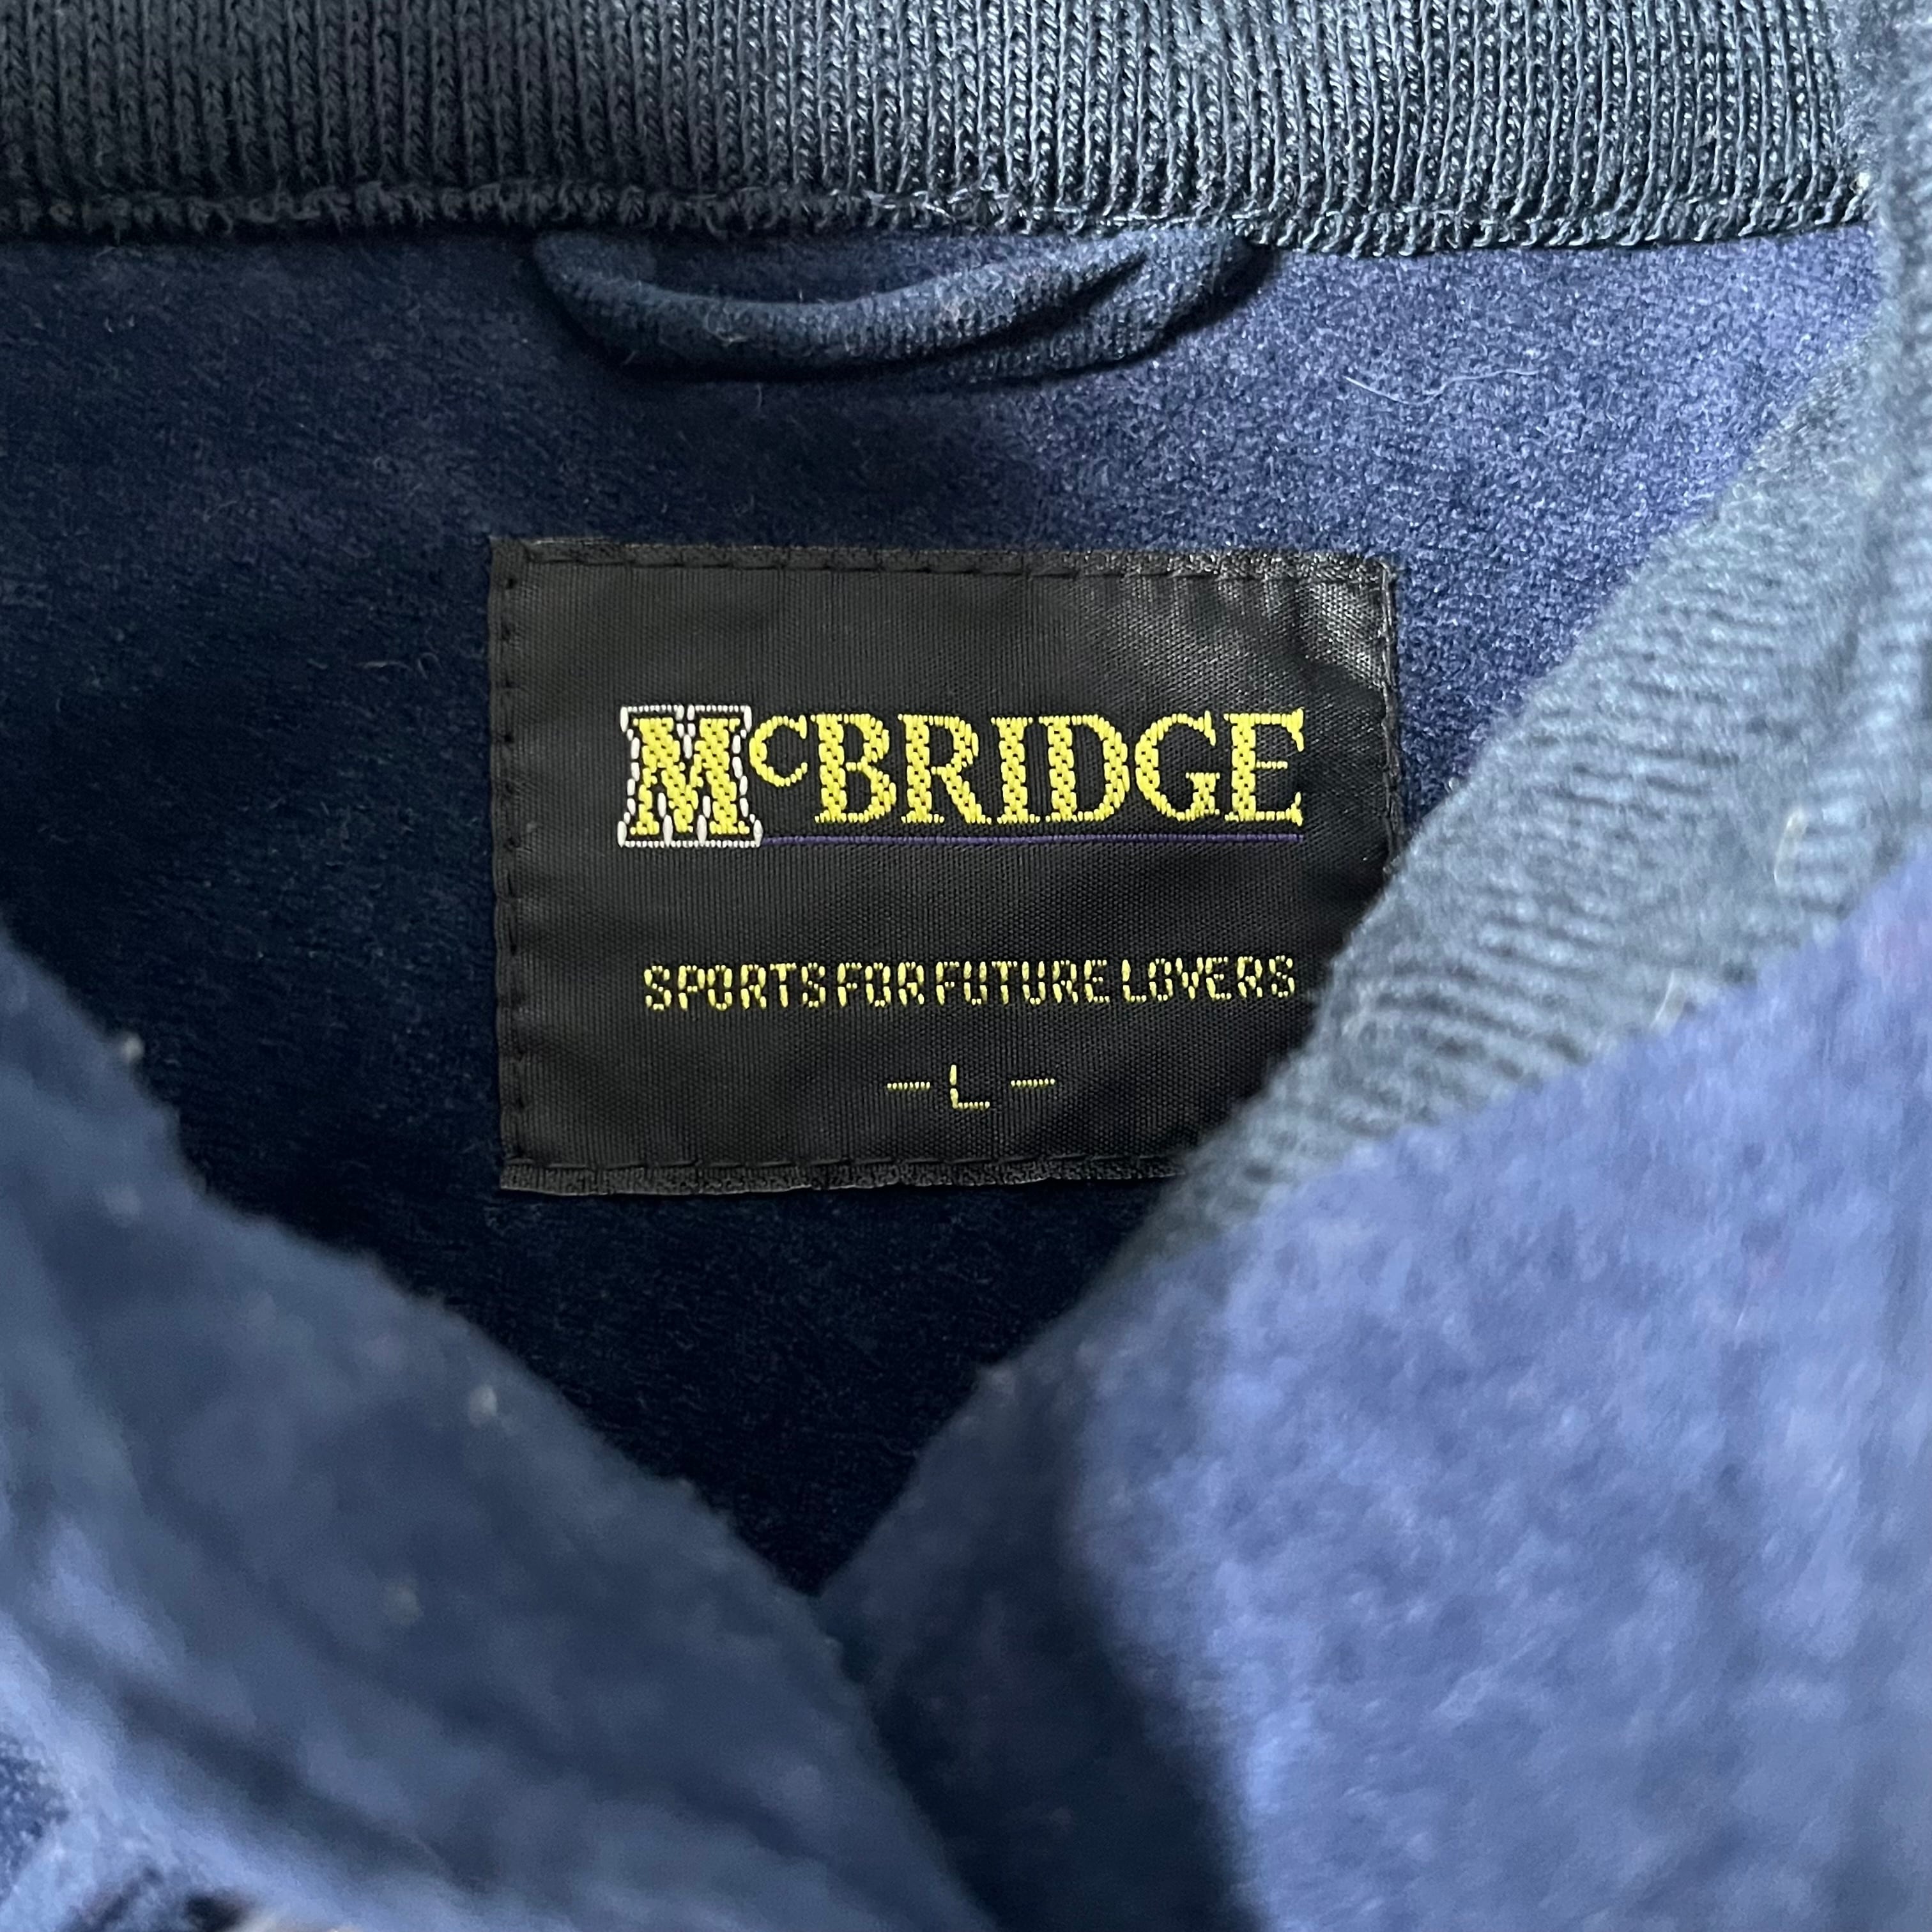 McBRIDGE
SPORTS FOR FUTURE LOVERS
- L -